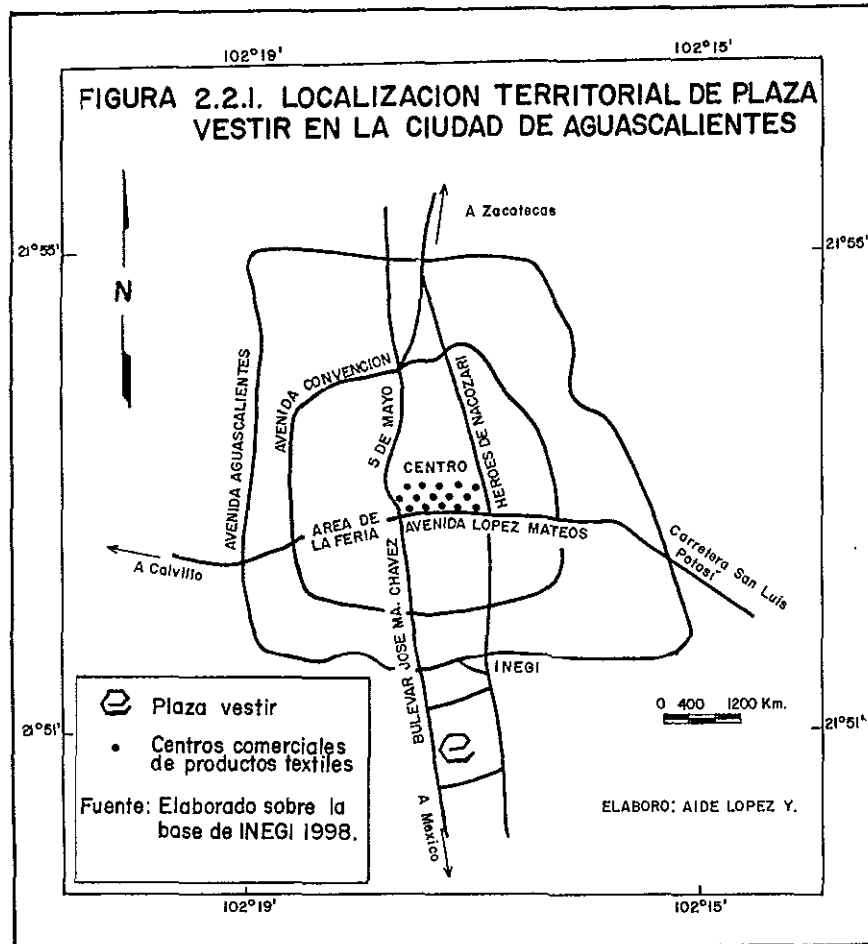 102°19'
102°15'
FIGURA 2.2.1. LOCALIZACION TERRITORIAL DE PLAZA
VESTIR EN LA CIUDAD DE AGUASCALIENTES
A Zacatecas
21°55'
21°55'
N
AVENIDA AGUASCALIENTES
AVENIDA CONVENCION
5 DE MAYO
HEROES DE NACOZARI
CENTRO
AREA DE
LA FERIA
AVENIDA LOPEZ MATEOS
A Calvillo
Carretera San Luis
Potosí
BULEVAR JOSE MA. CHAVEZ
INEGI
Plaza vestir
Centros comerciales
de productos textiles
Fuente: Elaborado sobre la
base de INEGI 1998.
0 400 1200 Km.
21°51'
21°51'
A Mexico
ELABORO: AIDE LOPEZ Y.
102°19'
102°15'